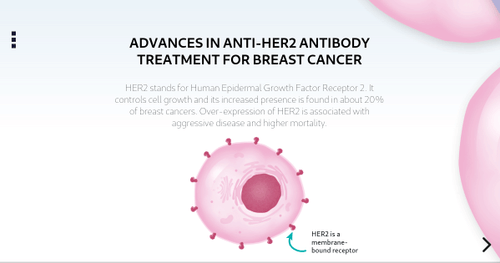 ADVANCES IN ANTI-HER2 ANTIBODY
TREATMENT FOR BREAST CANCER
HER2 stands for Human Epidermal Growth Factor Receptor 2. It
controls cell growth and its increased presence is found in about 20%
of breast cancers. Over-expression of HER2 is associated with
aggressive disease and higher mortality.
HER2 is a
membrane-
bound receptor